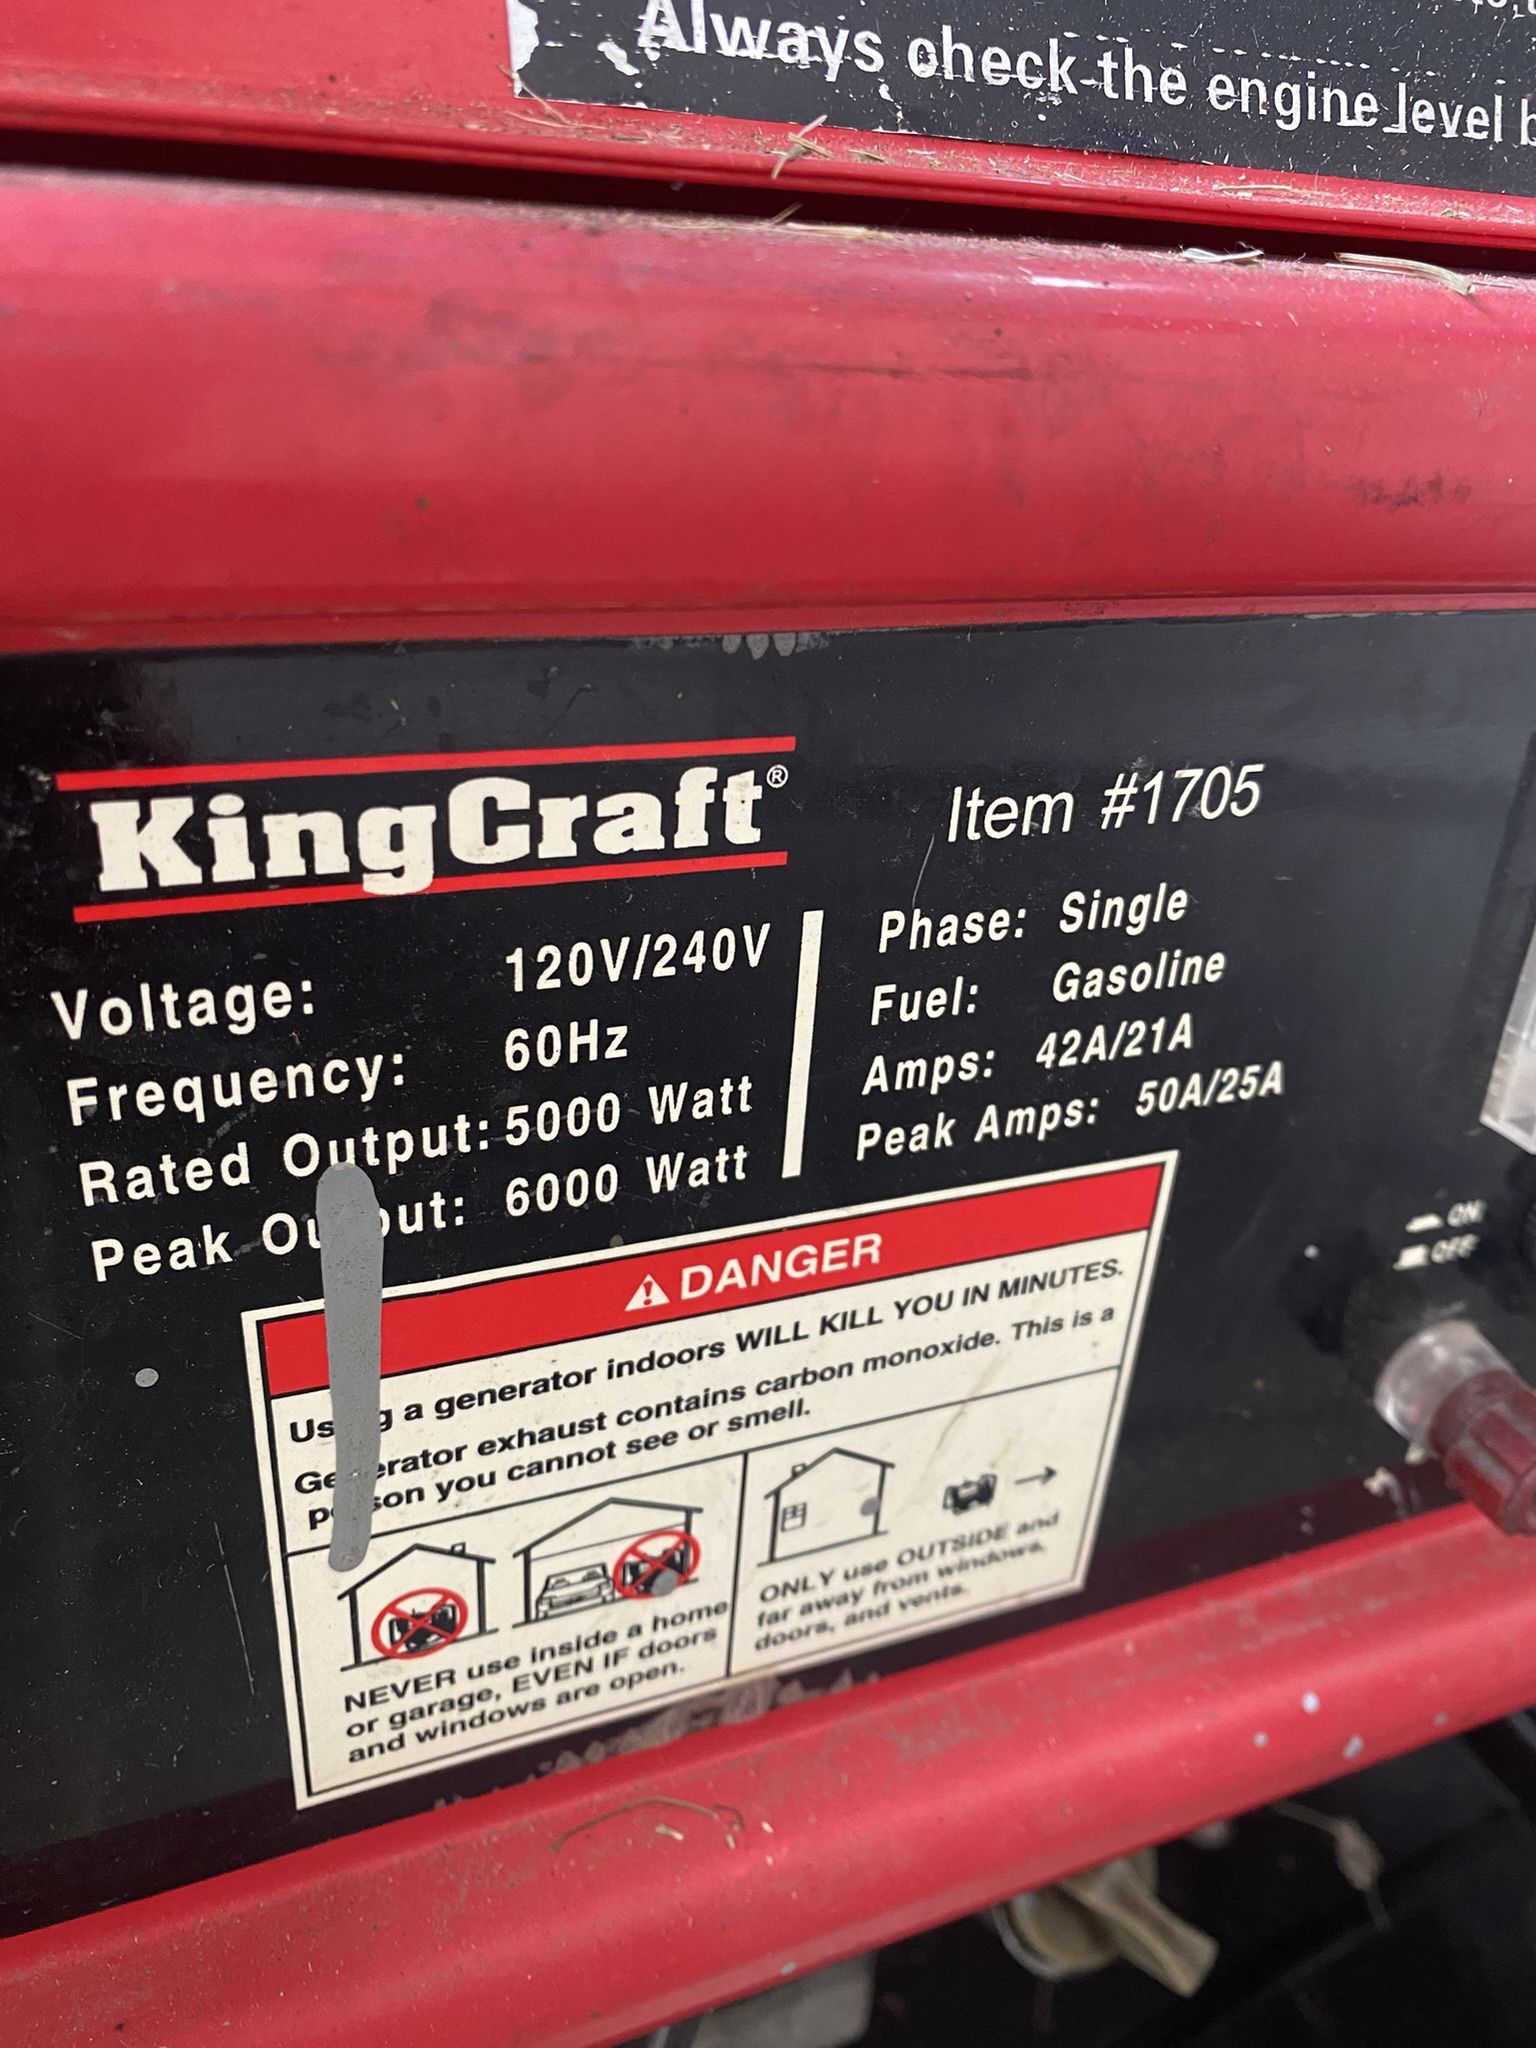 Always check the engine level
KingCraft®
Item #1705
Voltage: 120V/240V
Frequency: 60Hz
Rated Output: 5000 Watt
Peak Output: 6000 Watt
Phase: Single
Fuel: Gasoline
Amps: 42A/21A
Peak Amps: 50A/25A
DANGER
Using a generator indoors WILL KILL YOU IN MINUTES.
Generator exhaust contains carbon monoxide. This is a
poison you cannot see or smell.
NEVER use inside a home
or garage, EVEN IF doors
and windows are open.
ONLY use OUTSIDE and
far away from windows,
doors, and vents.
ON
OFF